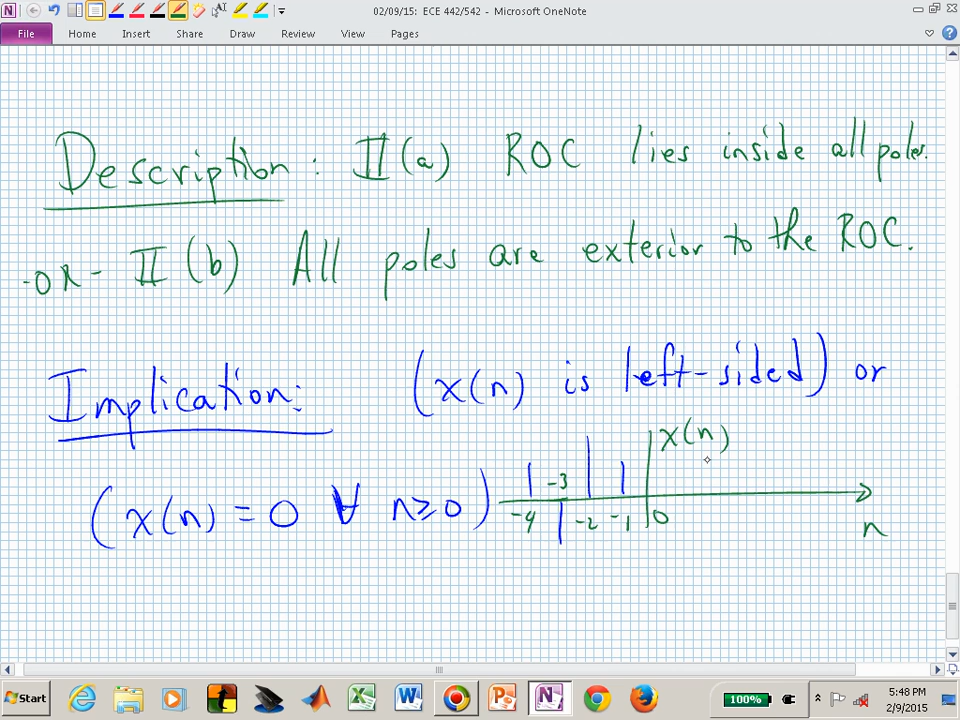 02/09/15: ECE 442/542 - Microsoft OneNote
File Home Insert Share Draw Review View Pages
Description: II(a) ROC lies inside all poles.
-or- II(b) All poles are exterior to the ROC.
Implication: (x(n) is left-sided) or
x(n)
(x(n) = 0 ∀ n≥0)
-3
-4 -2 -1 0 n
Start 100% 5:48 PM
2/9/2015